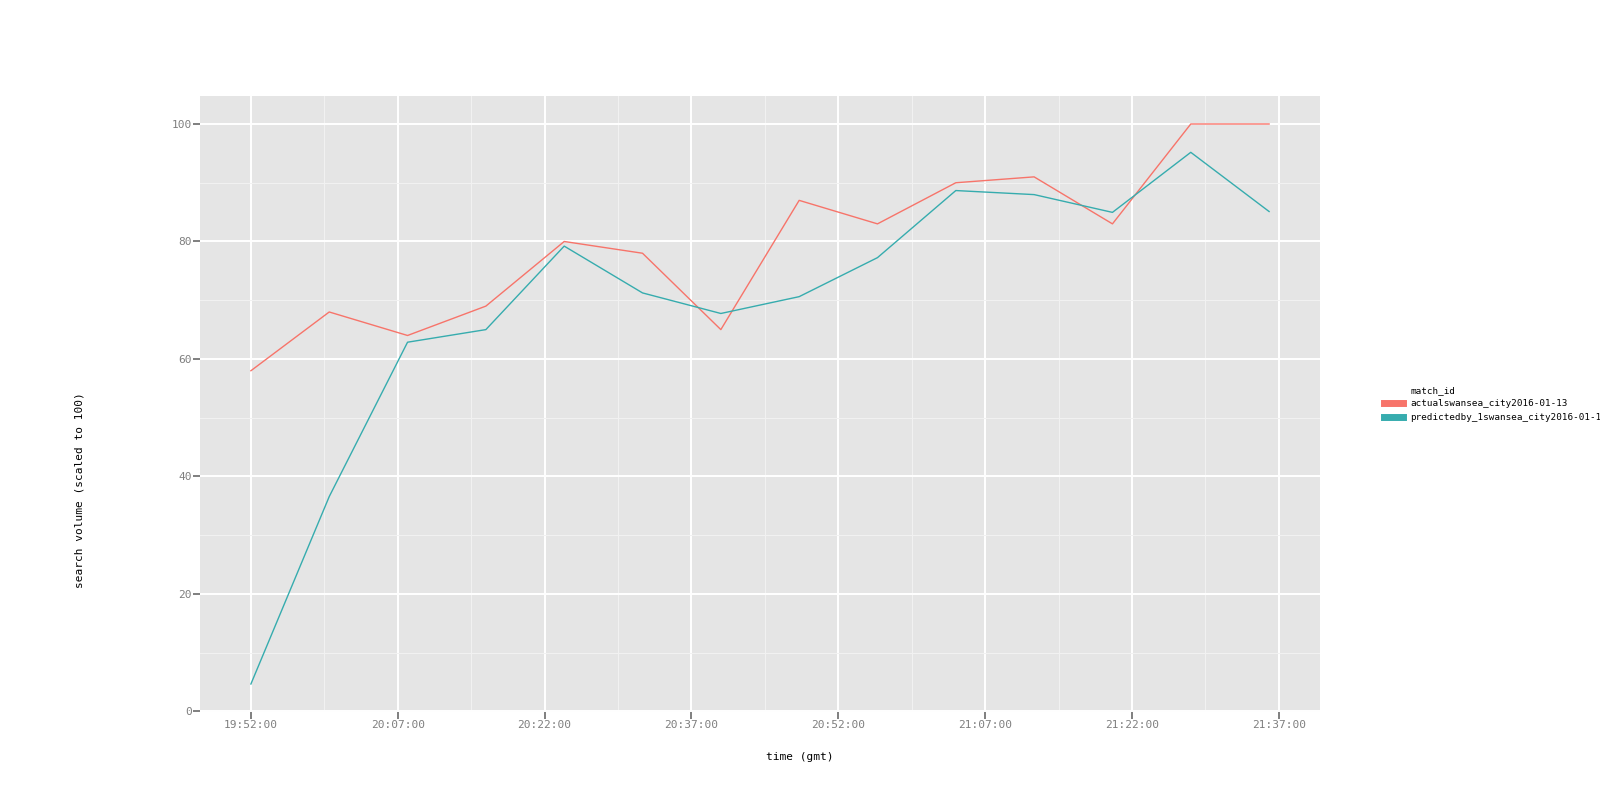 100
80
60
40
20
0
search volume (scaled to 100)
19:52:00 20:07:00 20:22:00 20:37:00 20:52:00 21:07:00 21:22:00 21:37:00
time (gmt)
match_id
actualswansea_city2016-01-13
predictedby_1swansea_city2016-01-1